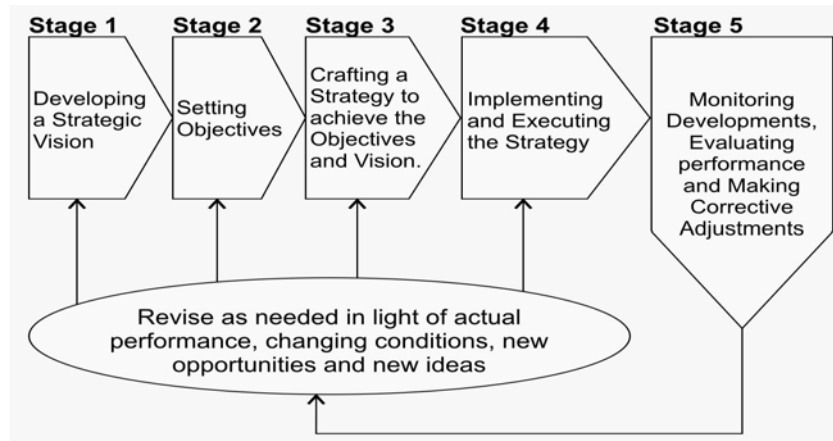 Stage 1
Developing
a Strategic
Vision
Stage 2
Setting
Objectives
Stage 3
Crafting a
Strategy to
achieve the
Objectives
and Vision.
Stage 4
Implementing
and Executing
the Strategy
Stage 5
Monitoring
Developments,
Evaluating
performance
and Making
Corrective
Adjustments
Revise as needed in light of actual
performance, changing conditions, new
opportunities and new ideas